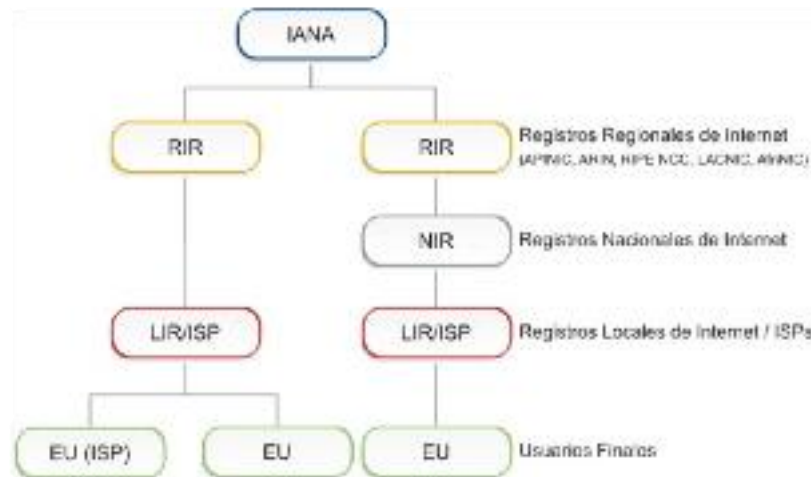 IANA
RIR
RIR
Registros Regionales de Internet
(APNIC, ARIN, RIPE NCC, LACNIC, AfriNIC)
NIR
Registros Nacionales de Internet
LIR/ISP
LIR/ISP
Registros Locales de Internet / ISPs
EU (ISP)
EU
EU
Usuarios Finales